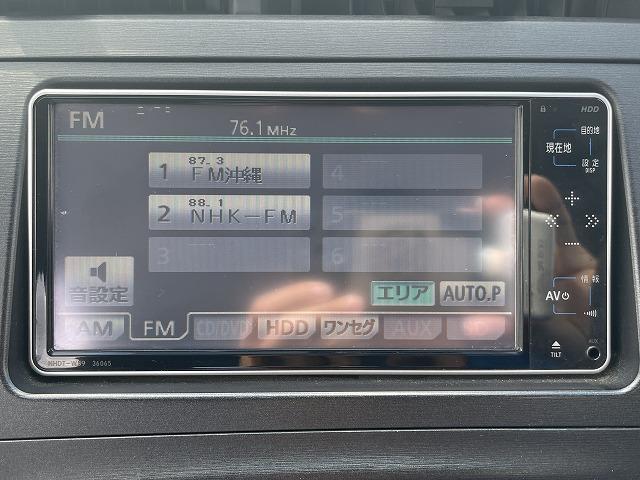 HDD
FM
76.1MHz
目的地
現在地
設定
DISP
1 87.3 FM沖縄
4
2 88.1 NHK-FM
5
3
6
音設定
エリア
AUTO.P
情報
AV
AM
FM
CD/DVD
HDD
ワンセグ
AUX
TILT
AUX
36065